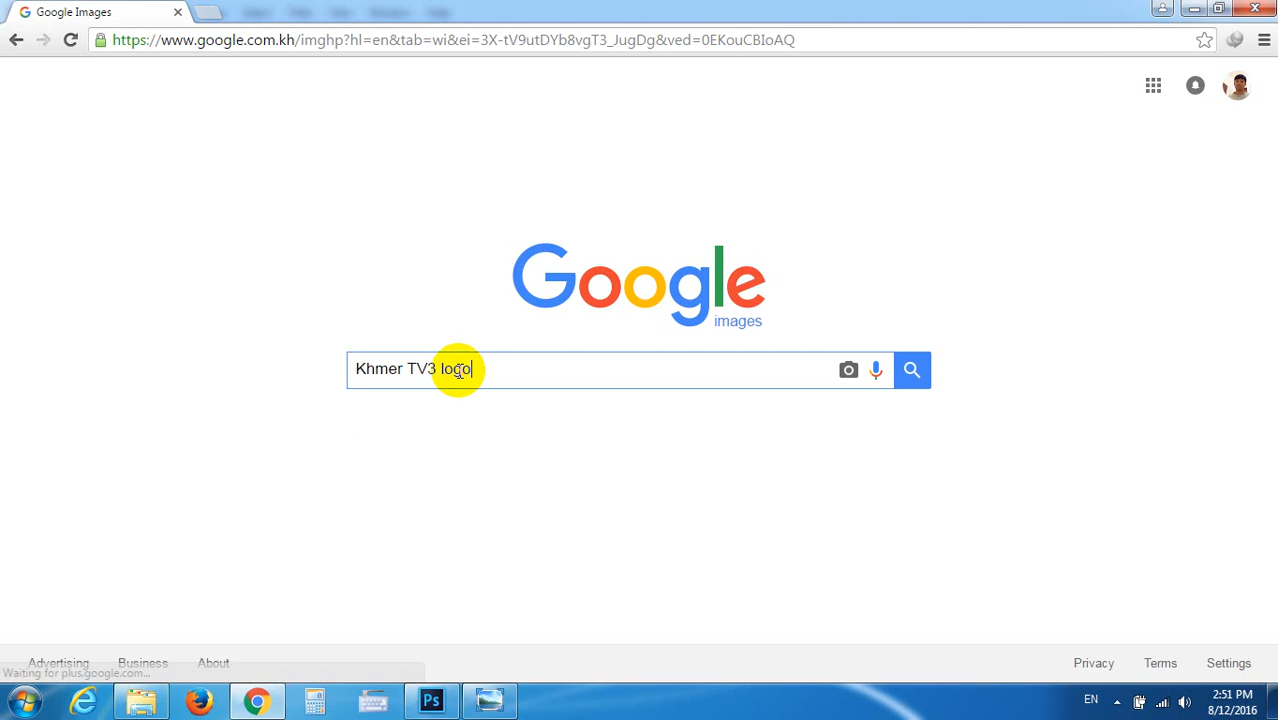 Google Images
https://www.google.com.kh/imghp?hl=en&tab=wi&ei=3X-tV9utDYb8vgT3_JugDg&ved=0EKouCBIoAQ
Google
images
Khmer TV3 logo
Advertising Business About Privacy Terms Settings
Waiting for plus.google.com...
Ps
EN
2:51 PM
8/12/2016